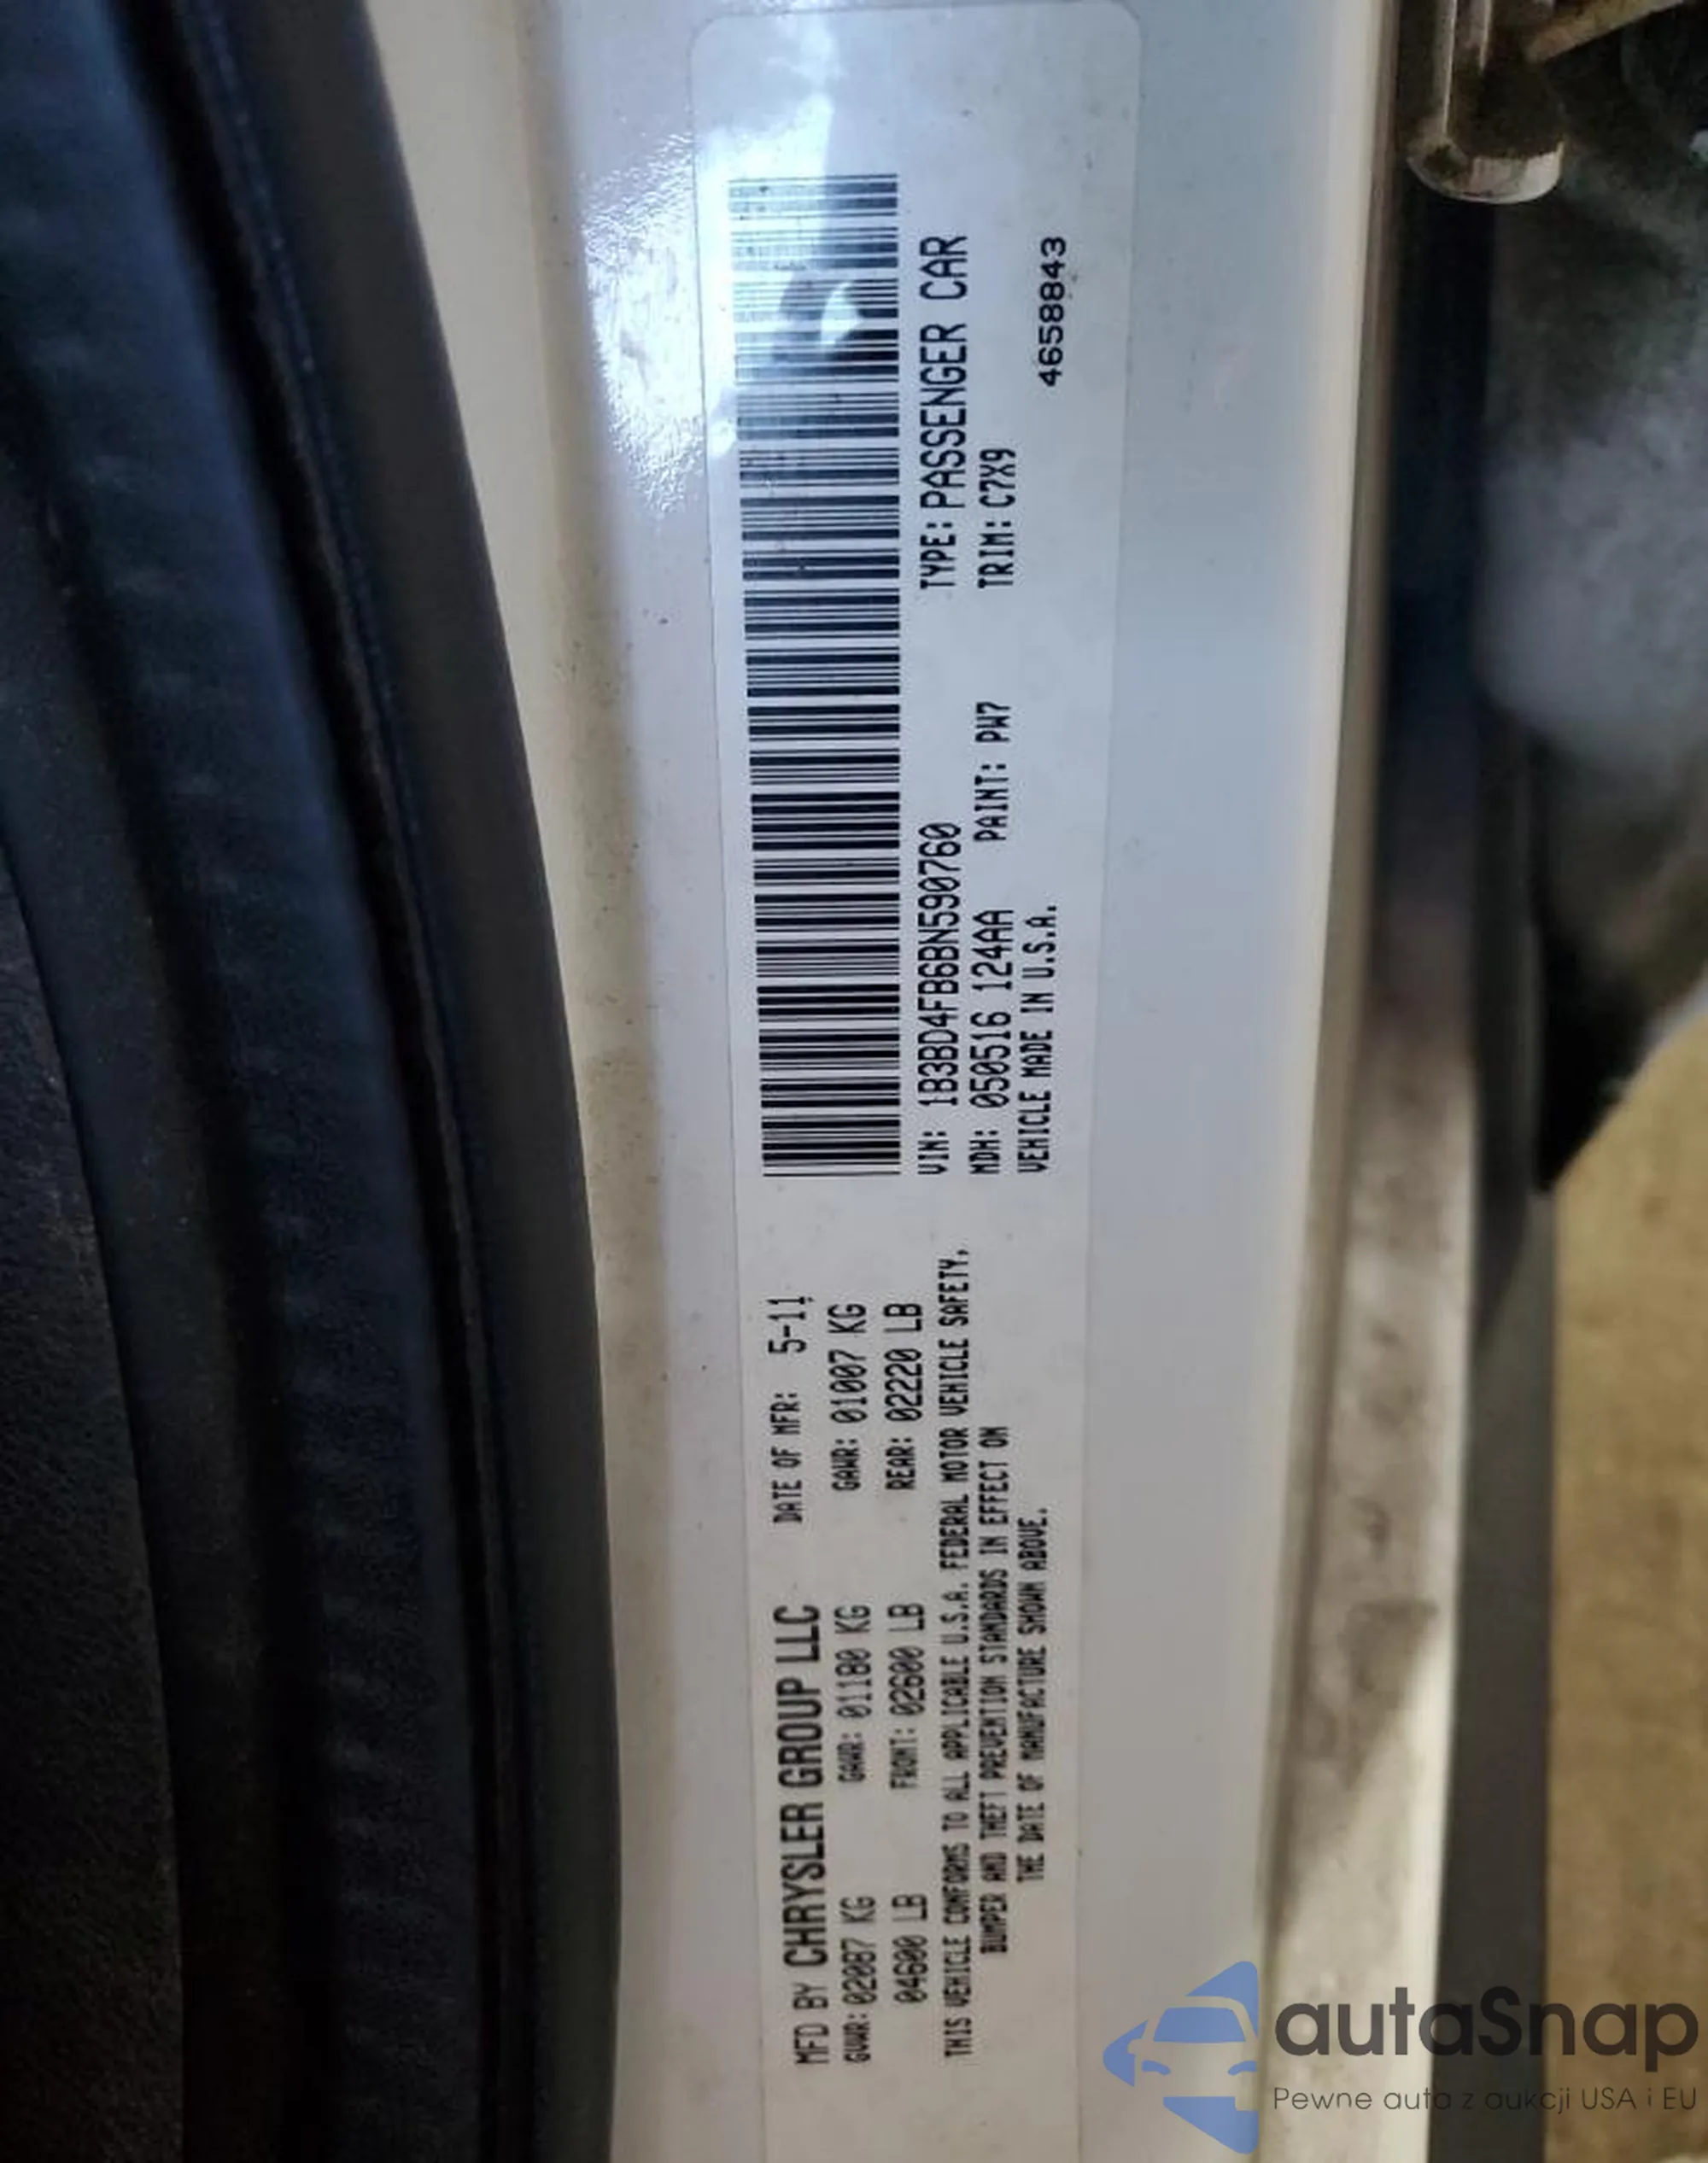 MFD BY CHRYSLER GROUP LLC DATE OF MFR: 5-11
GVWR: 02087 KG GAWR: 01180 KG GAWR: 01007 KG
04600 LB FRONT: 02600 LB REAR: 02220 LB
THIS VEHICLE CONFORMS TO ALL APPLICABLE U.S.A. FEDERAL MOTOR VEHICLE SAFETY,
BUMPER AND THEFT PREVENTION STANDARDS IN EFFECT ON
THE DATE OF MANUFACTURE SHOWN ABOVE.
VIN: 1B3BD4FB6BN590760 TYPE: PASSENGER CAR
MDH: 050516 124AA PAINT: PW7 TRIM: C7X9
VEHICLE MADE IN U.S.A. 4658843
autaSnap
Pewne auta z aukcji USA i EU